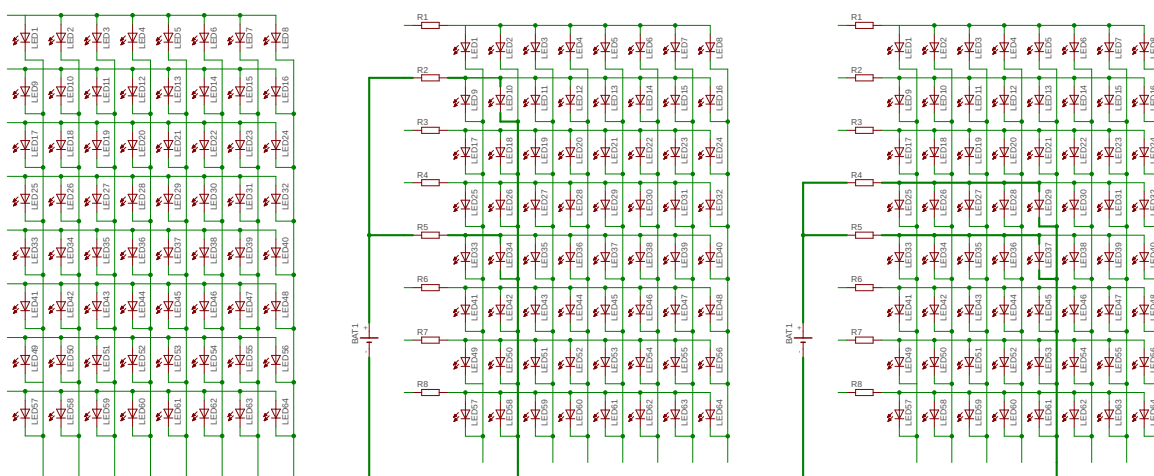 LED1 LED2 LED3 LED4 LED5 LED6 LED7 LED8
LED9 LED10 LED11 LED12 LED13 LED14 LED15 LED16
LED17 LED18 LED19 LED20 LED21 LED22 LED23 LED24
LED25 LED26 LED27 LED28 LED29 LED30 LED31 LED32
LED33 LED34 LED35 LED36 LED37 LED38 LED39 LED40
LED41 LED42 LED43 LED44 LED45 LED46 LED47 LED48
LED49 LED50 LED51 LED52 LED53 LED54 LED55 LED56
LED57 LED58 LED59 LED60 LED61 LED62 LED63 LED64
R1
LED1 LED2 LED3 LED4 LED5 LED6 LED7 LED8
R2
LED9 LED10 LED11 LED12 LED13 LED14 LED15 LED16
R3
LED17 LED18 LED19 LED20 LED21 LED22 LED23 LED24
R4
LED25 LED26 LED27 LED28 LED29 LED30 LED31 LED32
R5
LED33 LED34 LED35 LED36 LED37 LED38 LED39 LED40
R6
LED41 LED42 LED43 LED44 LED45 LED46 LED47 LED48
BAT1
+
-
R7
LED49 LED50 LED51 LED52 LED53 LED54 LED55 LED56
R8
LED57 LED58 LED59 LED60 LED61 LED62 LED63 LED64
R1
LED1 LED2 LED3 LED4 LED5 LED6 LED7
R2
LED9 LED10 LED11 LED12 LED13 LED14 LED15
R3
LED17 LED18 LED19 LED20 LED21 LED22 LED23
R4
LED25 LED26 LED27 LED28 LED29 LED30 LED31
R5
LED33 LED34 LED35 LED36 LED37 LED38 LED39
R6
LED41 LED42 LED43 LED44 LED45 LED46 LED47
BAT1
+
-
R7
LED49 LED50 LED51 LED52 LED53 LED54 LED55
R8
LED57 LED58 LED59 LED60 LED61 LED62 LED63